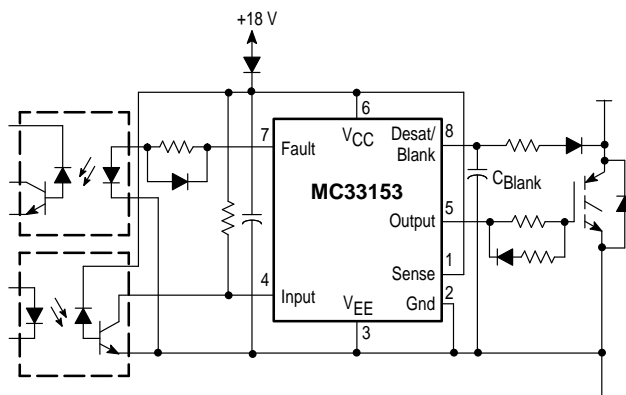 +18 V
6
7
VCC
Desat/
8
Fault
Blank
CBlank
MC33153
5
Output
1
Sense
4
2
Input
VEE
Gnd
3